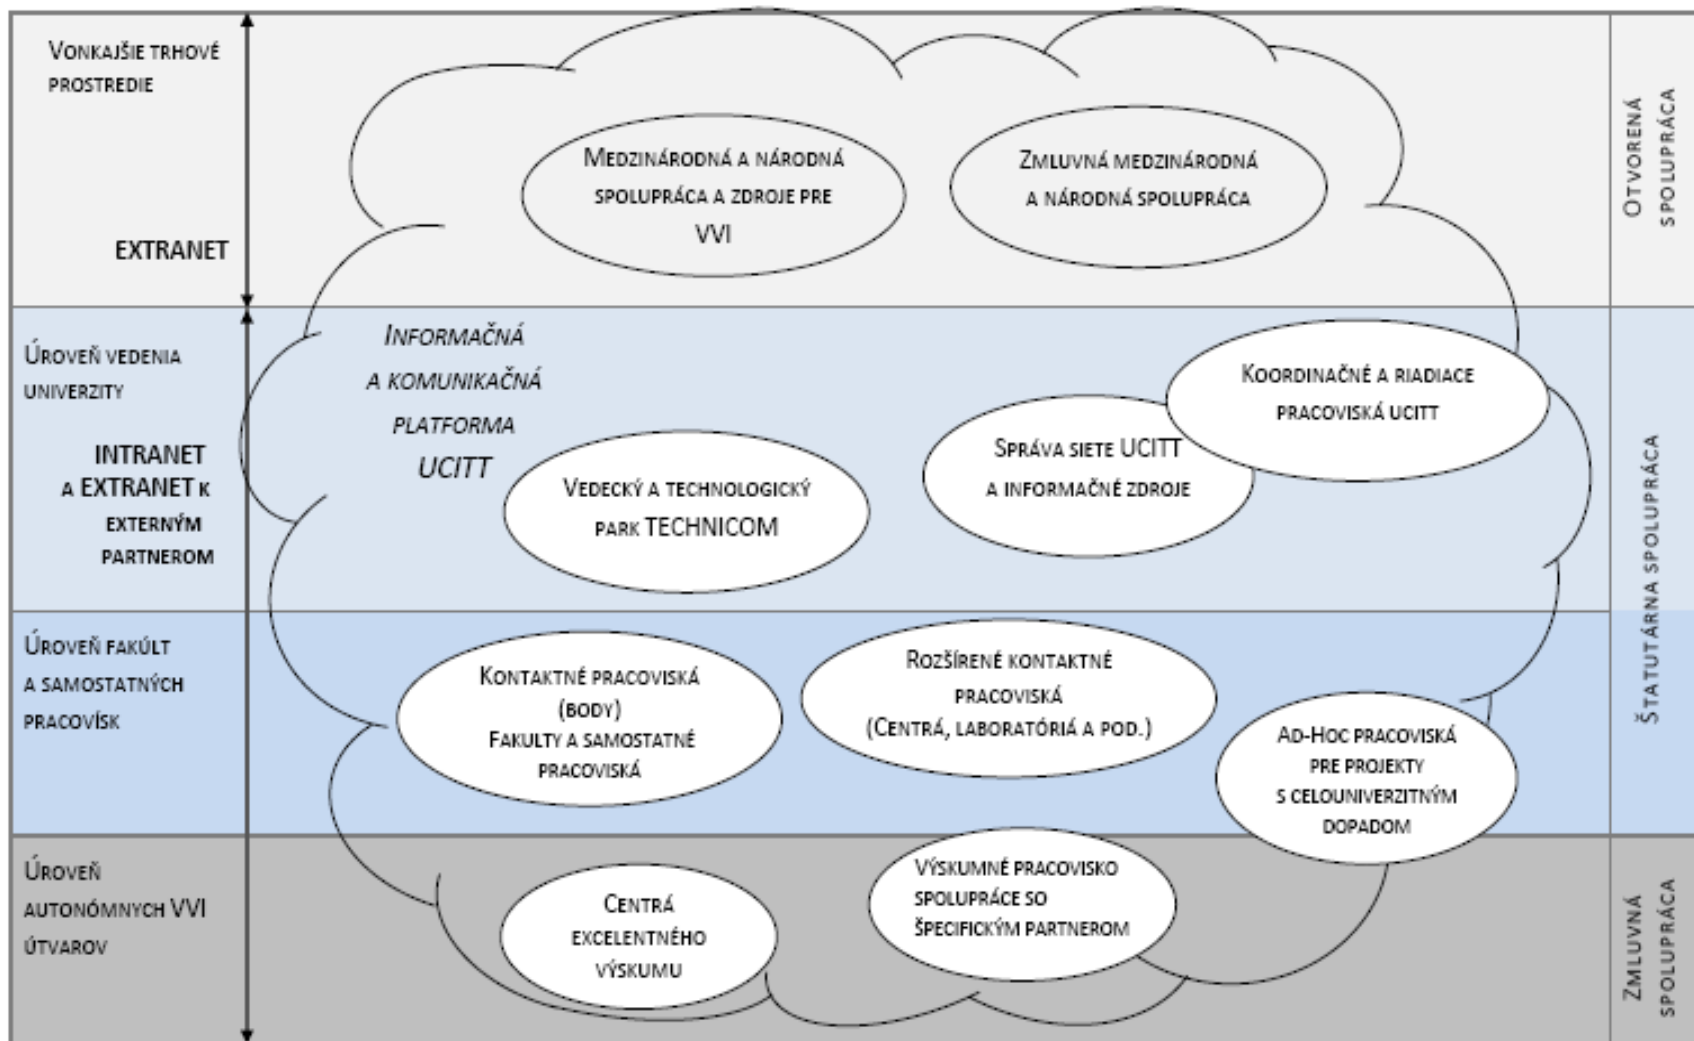 Vonkajšie trhové
prostredie
EXTRANET
Medzinárodná a národná
spolupráca a zdroje pre
VVI
Zmluvná medzinárodná
a národná spolupráca
Otvorená
spolupráca
Úroveň vedenia
univerzity
INTRANET
a EXTRANET k
externým
partnerom
Informačná
a komunikačná
platforma
UCITT
Vedecký a technologický
park TECHNICOM
Správa siete UCITT
a informačné zdroje
Koordinačné a riadiace
pracoviská UCITT
Štatutárna spolupráca
Úroveň fakúlt
a samostatných
pracovísk
Kontaktné pracoviská
(body)
Fakulty a samostatné
pracoviská
Rozšírené kontaktné
pracoviská
(Centrá, laboratóriá a pod.)
Ad-Hoc pracoviská
pre projekty
s celouniverzitným
dopadom
Úroveň
autonómnych VVI
útvarov
Centrá
excelentného
výskumu
Výskumné pracovisko
spolupráce so
špecifickým partnerom
Zmluvná
spolupráca